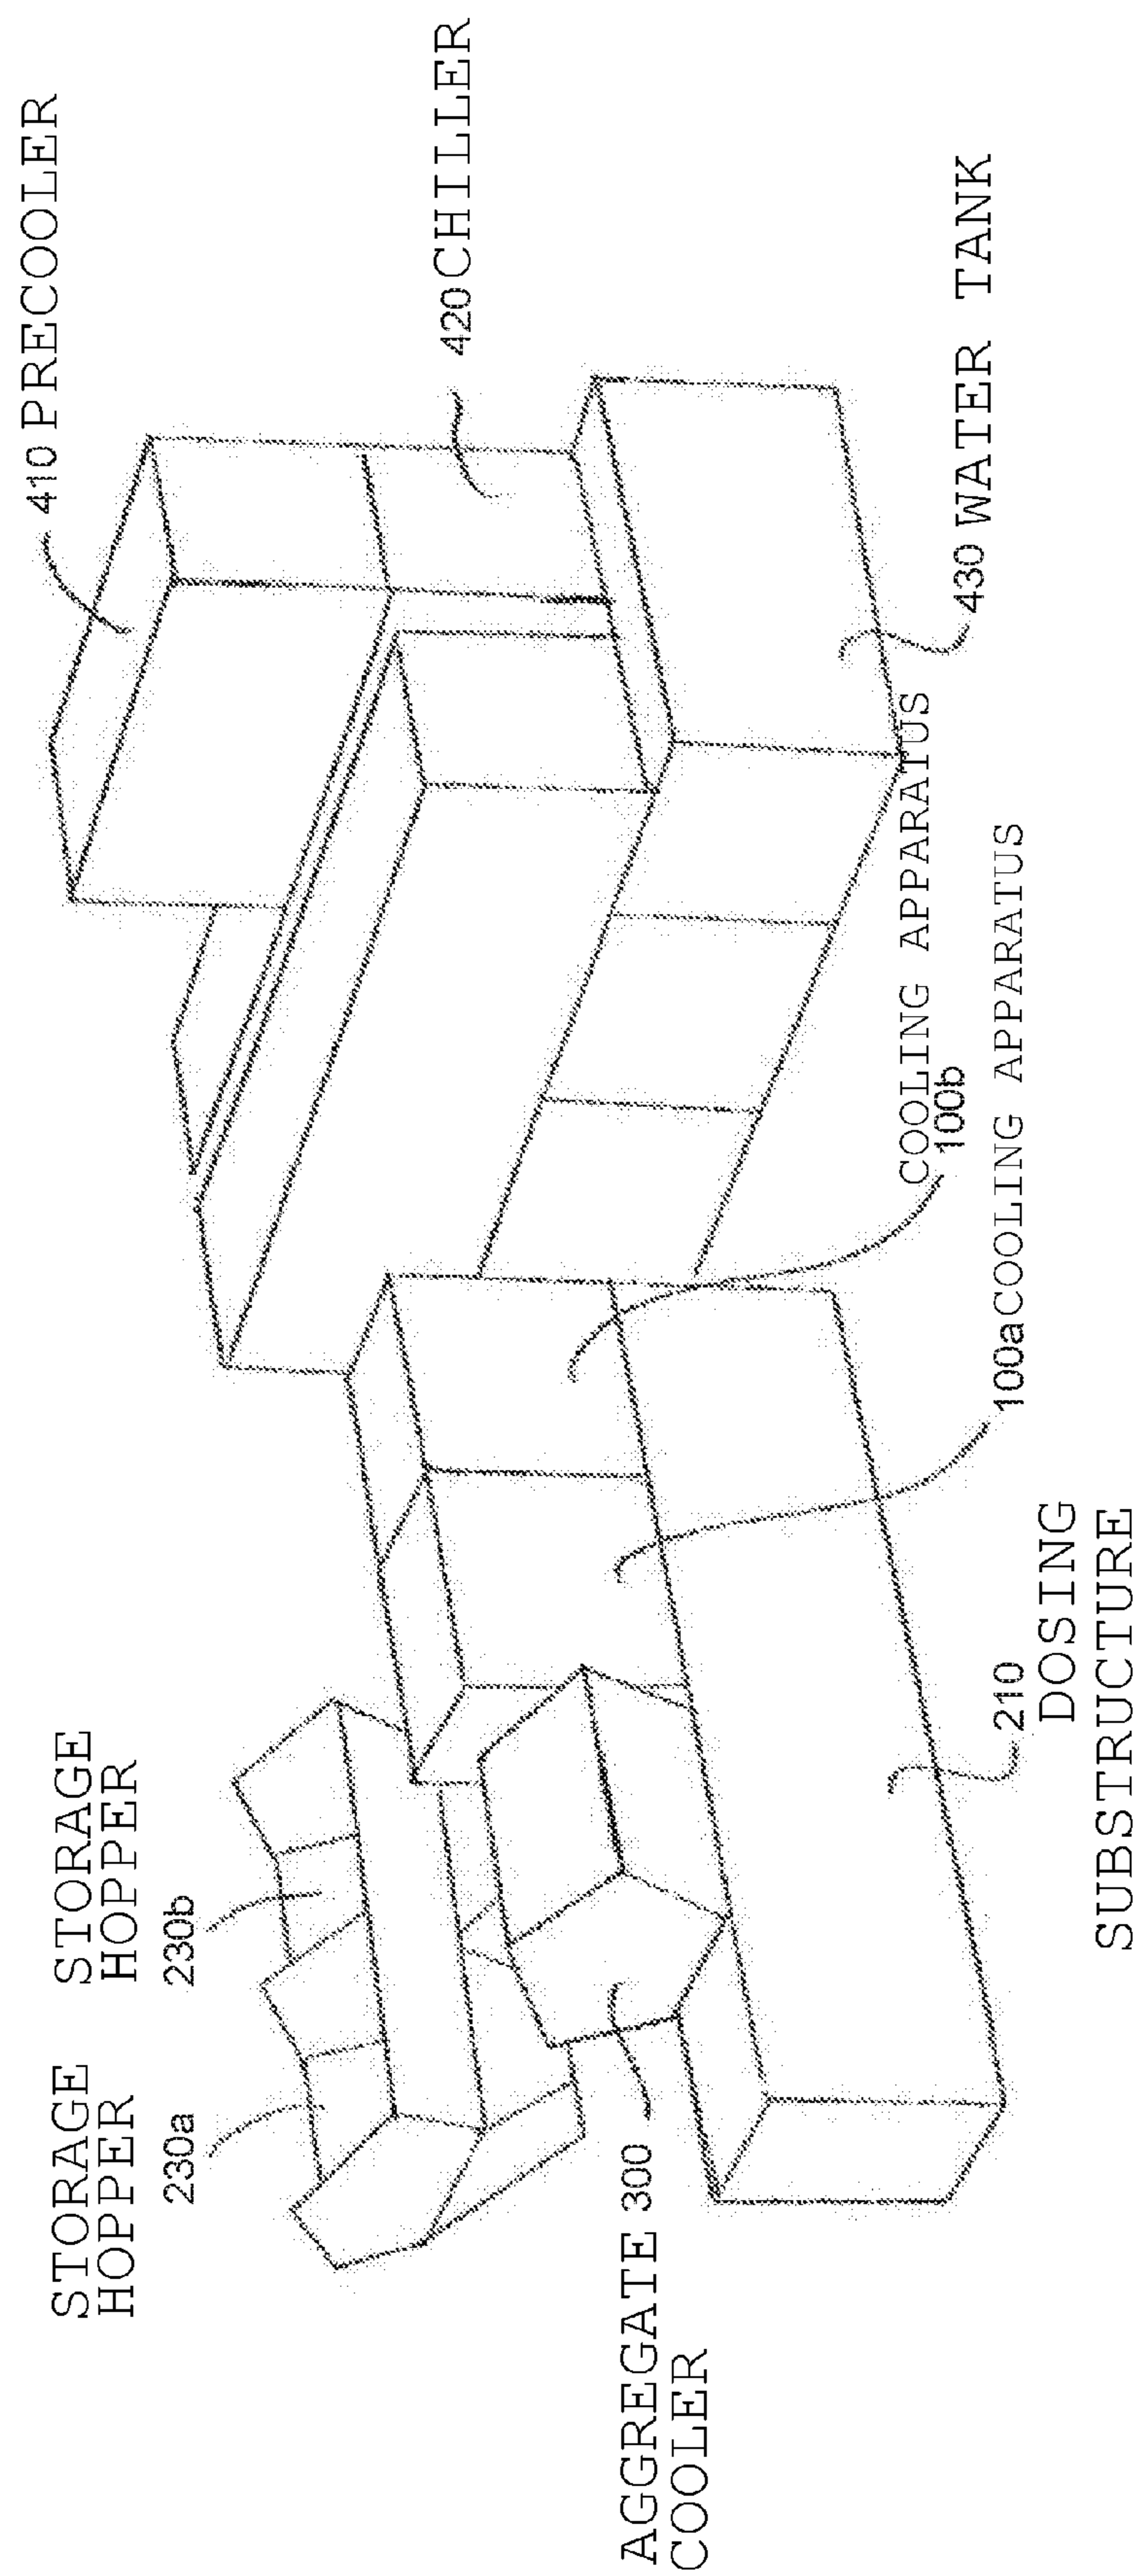 STORAGE
HOPPER
230a
STORAGE
HOPPER
230b
410 PRECOOLER
420 CHILLER
AGGREGATE 300
COOLER
210
DOSING
SUBSTRUCTURE
100a COOLING APPARATUS
COOLING APPARATUS
100b
430 WATER TANK